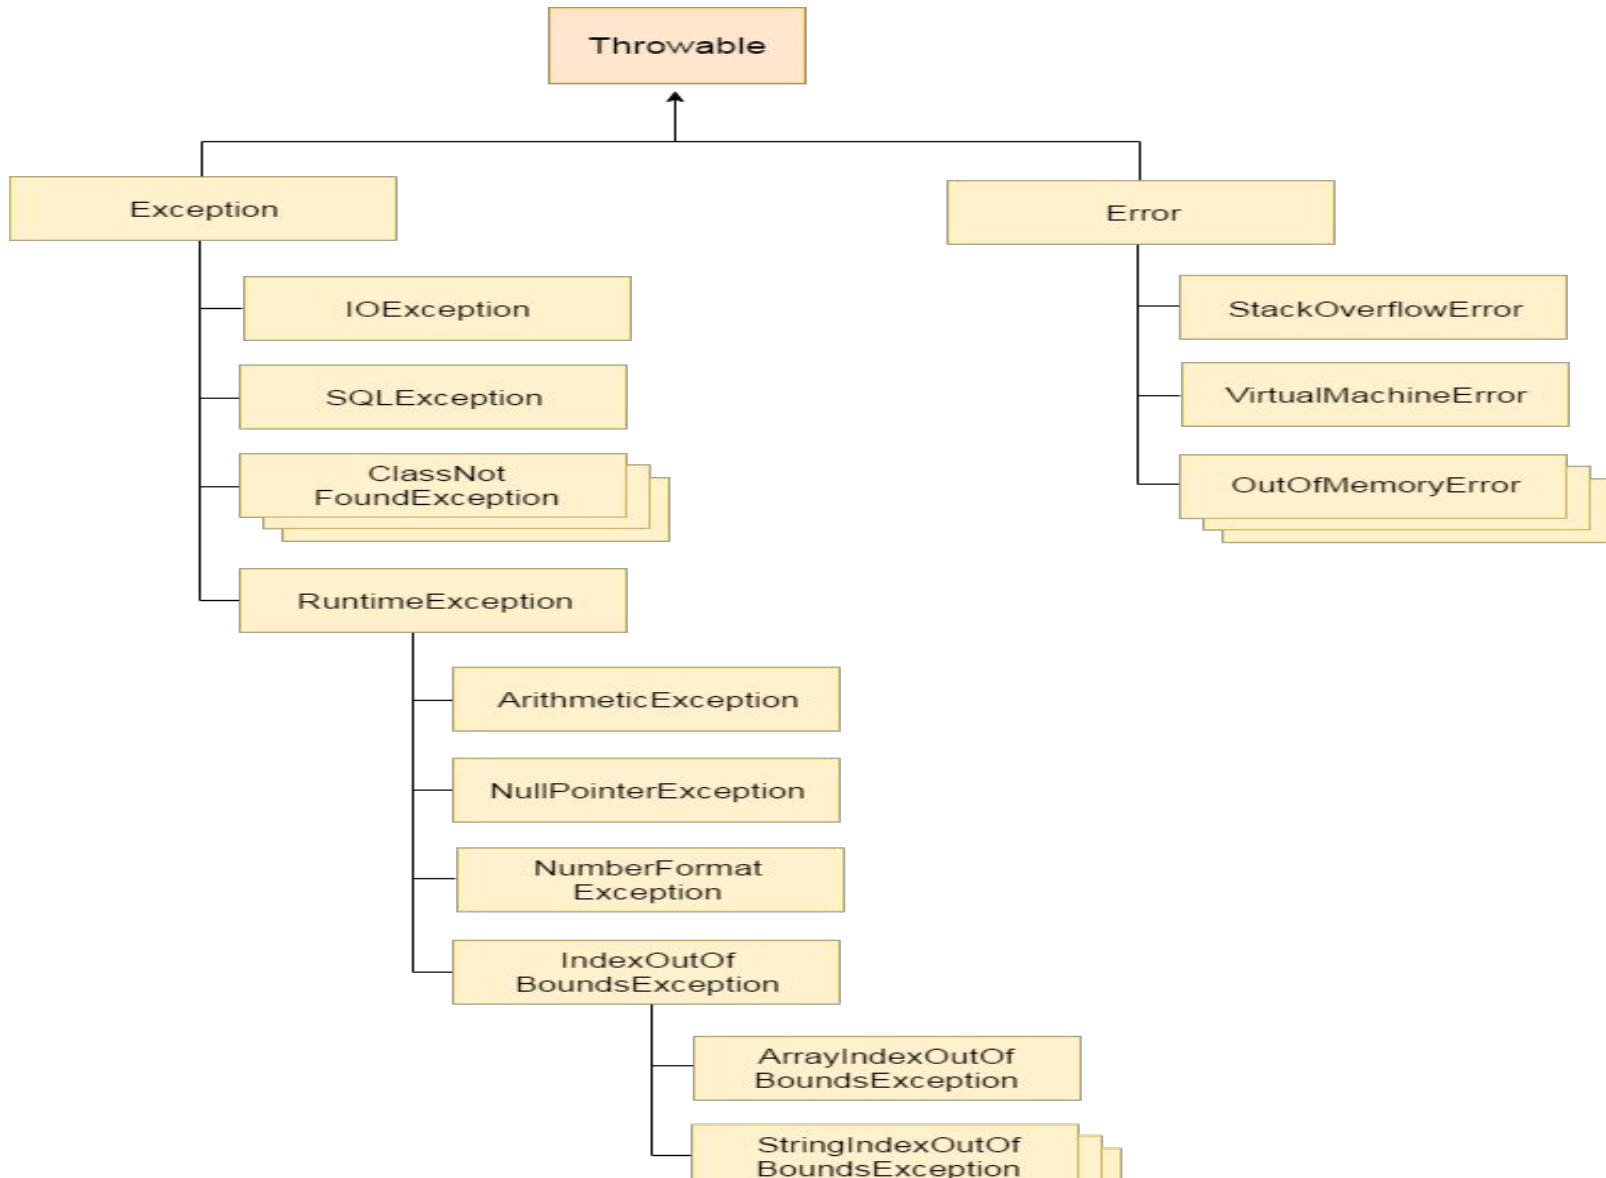 Throwable
Exception
Error
IOException
StackOverflowError
SQLException
VirtualMachineError
ClassNot
FoundException
OutOfMemoryError
RuntimeException
ArithmeticException
NullPointerException
NumberFormat
Exception
IndexOutOf
BoundsException
ArrayIndexOutOf
BoundsException
StringIndexOutOf
BoundsException